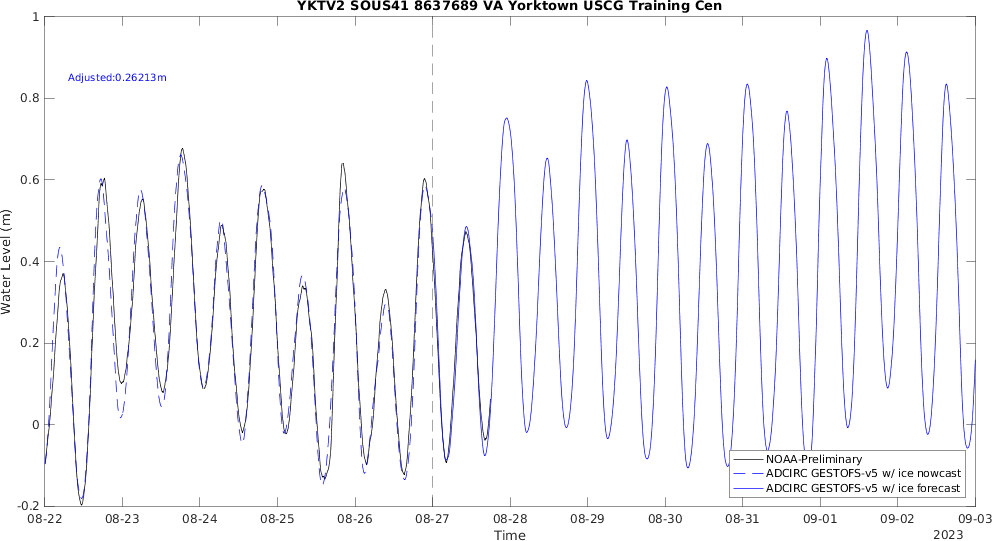 YKTV2 SOUS41 8637689 VA Yorktown USCG Training Cen
1
Adjusted:0.26213m
0.8
0.6
0.4
0.2
0
-0.2
Water Level (m)
NOAA-Preliminary
ADCIRC GESTOFS-v5 w/ ice nowcast
ADCIRC GESTOFS-v5 w/ ice forecast
08-22 08-23 08-24 08-25 08-26 08-27 08-28 08-29 08-30 08-31 09-01 09-02 09-03
Time
2023